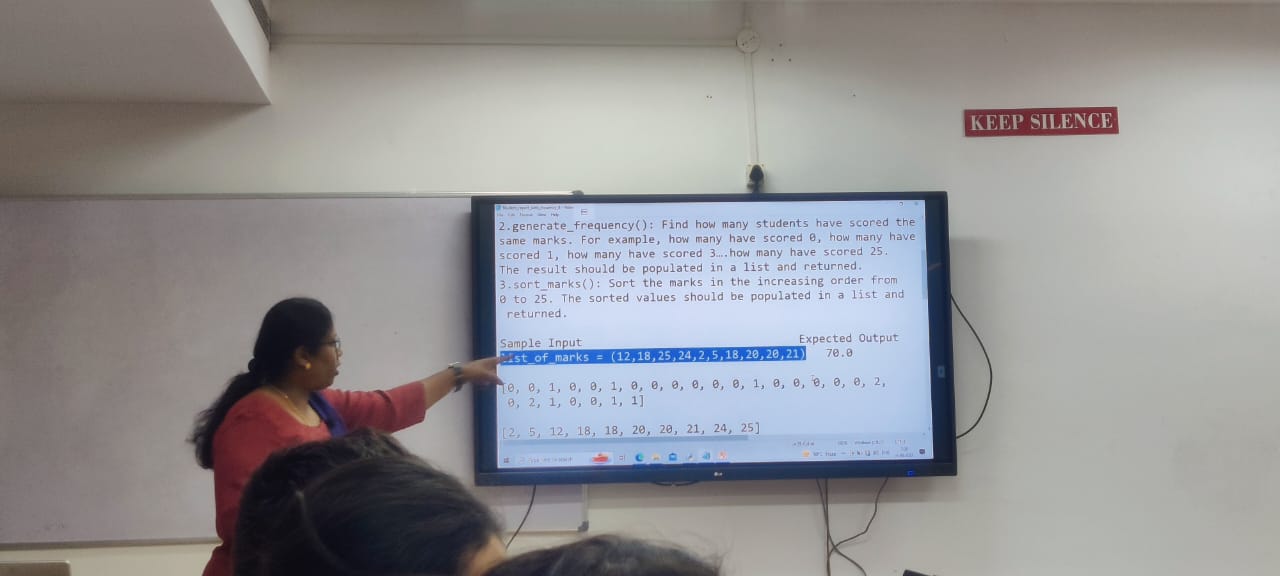 KEEP SILENCE
File Edit Format View Help
2.generate_frequency(): Find how many students have scored the
same marks. For example, how many have scored 0, how many have
scored 1, how many have scored 3….how many have scored 25.
The result should be populated in a list and returned.
3.sort_marks(): Sort the marks in the increasing order from
0 to 25. The sorted values should be populated in a list and
returned.
Sample Input Expected Output
list_of_marks = (12,18,25,24,2,5,18,20,20,21) 70.0
[0, 0, 1, 0, 0, 1, 0, 0, 0, 0, 0, 0, 1, 0, 0, 0, 0, 0, 2,
0, 2, 1, 0, 0, 1, 1]
[2, 5, 12, 18, 18, 20, 20, 21, 24, 25]
LG